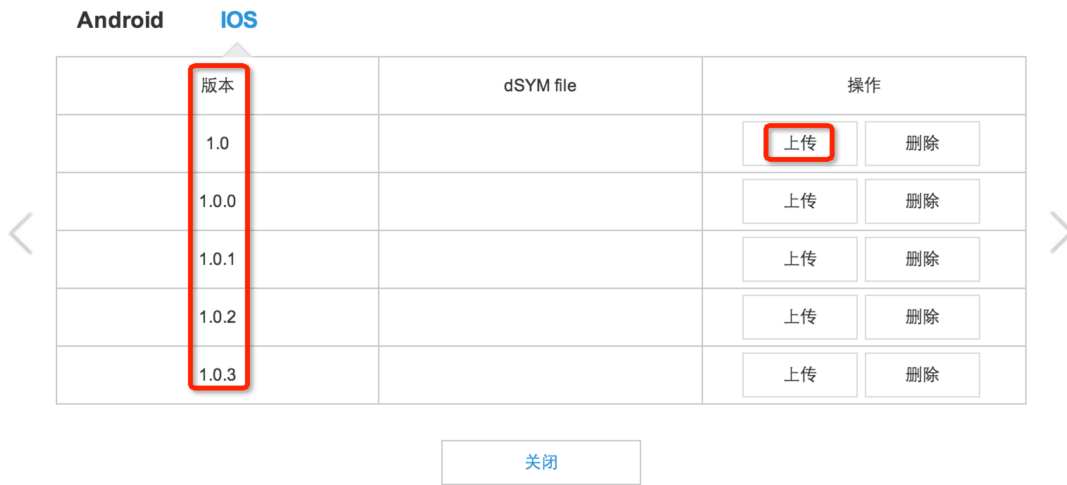 Android IOS
版本 dSYM file 操作
1.0 上传 删除
1.0.0 上传 删除
1.0.1 上传 删除
1.0.2 上传 删除
1.0.3 上传 删除
关闭